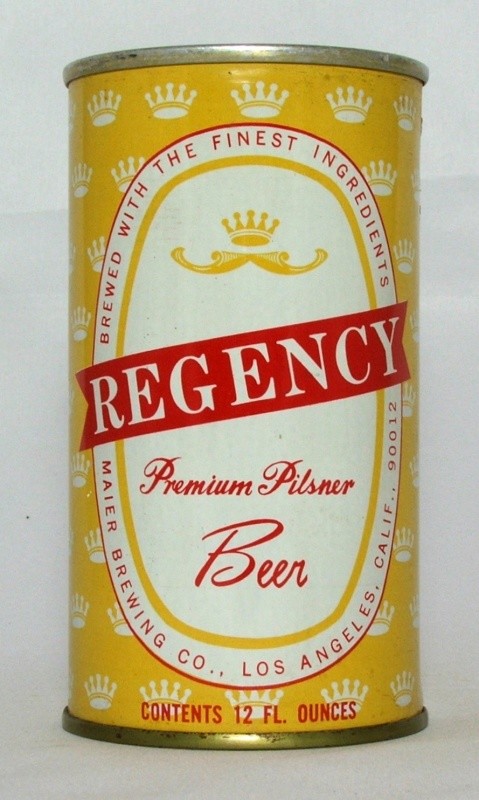 BREWED WITH THE FINEST INGREDIENTS
REGENCY
Premium Pilsner
Beer
MAIER BREWING CO., LOS ANGELES, CALIF., 90012
CONTENTS 12 FL. OUNCES